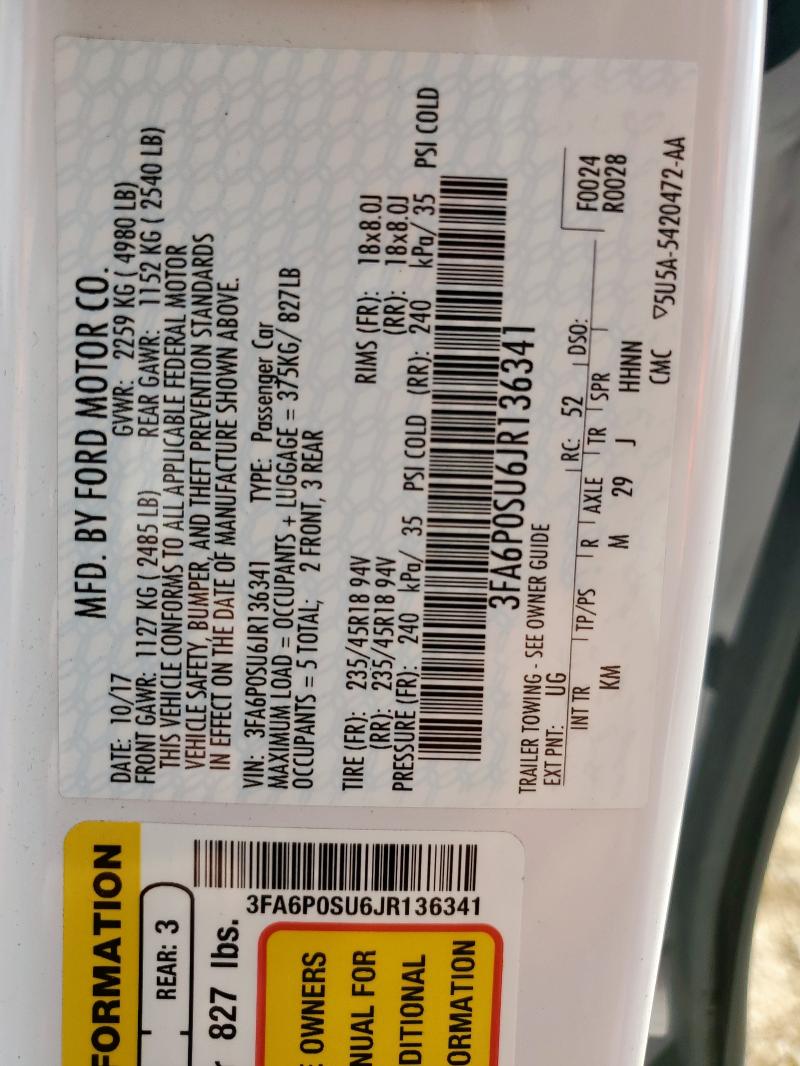 MFD. BY FORD MOTOR CO.
DATE: 10/17 GVWR: 2259 KG ( 4980 LB)
FRONT GAWR: 1127 KG ( 2485 LB) REAR GAWR: 1152 KG ( 2540 LB)
THIS VEHICLE CONFORMS TO ALL APPLICABLE FEDERAL MOTOR
VEHICLE SAFETY, BUMPER, AND THEFT PREVENTION STANDARDS
IN EFFECT ON THE DATE OF MANUFACTURE SHOWN ABOVE.
VIN: 3FA6P0SU6JR136341 TYPE: Passenger Car
MAXIMUM LOAD = OCCUPANTS + LUGGAGE = 375KG/ 827LB
OCCUPANTS = 5 TOTAL; 2 FRONT, 3 REAR
TIRE (FR): 235/45R18 94V RIMS (FR): 18x8.0J
(RR): 235/45R18 94V (RR): 18x8.0J
PRESSURE (FR): 240 kPa/ 35 PSI COLD (RR): 240 kPa/ 35 PSI COLD
3FA6P0SU6JR136341
TRAILER TOWING - SEE OWNER GUIDE
EXT PNT: UG RC: 52 DSO: F0024
R0028
INT TR TP/PS R AXLE TR SPR
KM M 29 J HHNN
CMC
▽5U5A-5420472-AA
FORMATION
REAR: 3
827 lbs.
3FA6P0SU6JR136341
OWNERS
NUAL FOR
DITIONAL
ORMATION